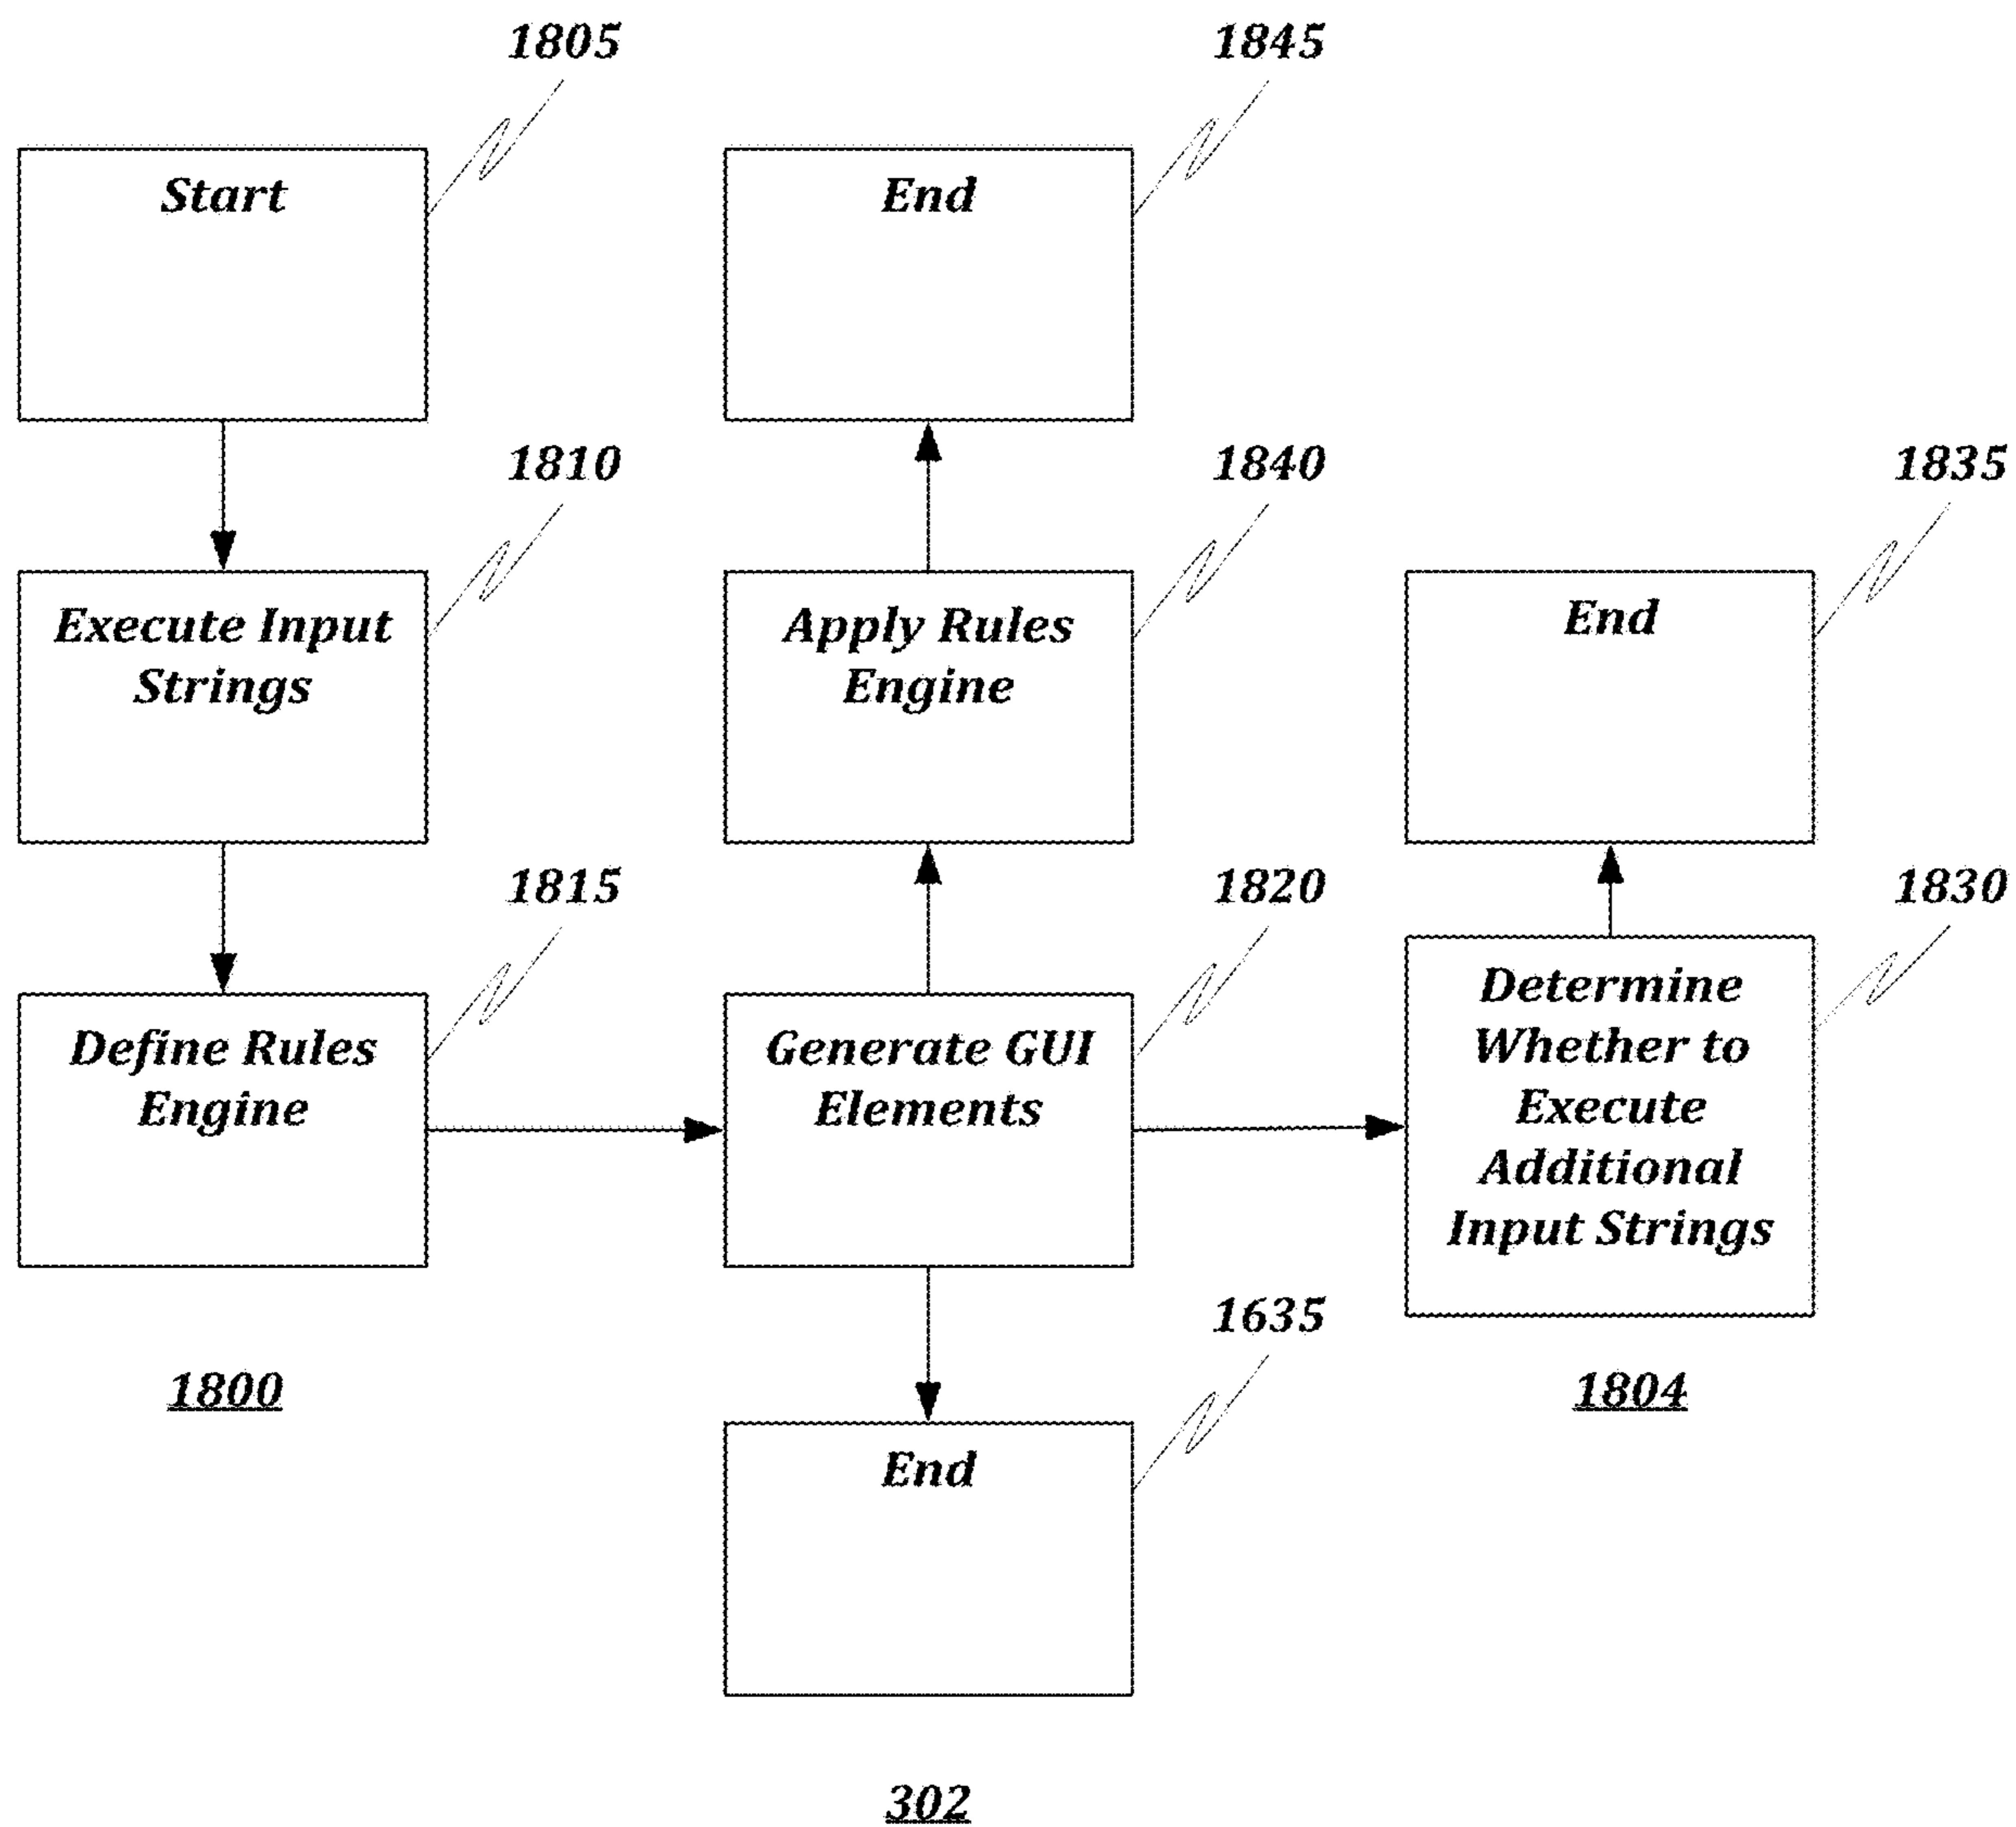 1805
Start
1810
Execute Input
Strings
1815
Define Rules
Engine
1800
1845
End
1840
Apply Rules
Engine
1820
Generate GUI
Elements
1635
End
302
1835
End
1830
Determine
Whether to
Execute
Additional
Input Strings
1804